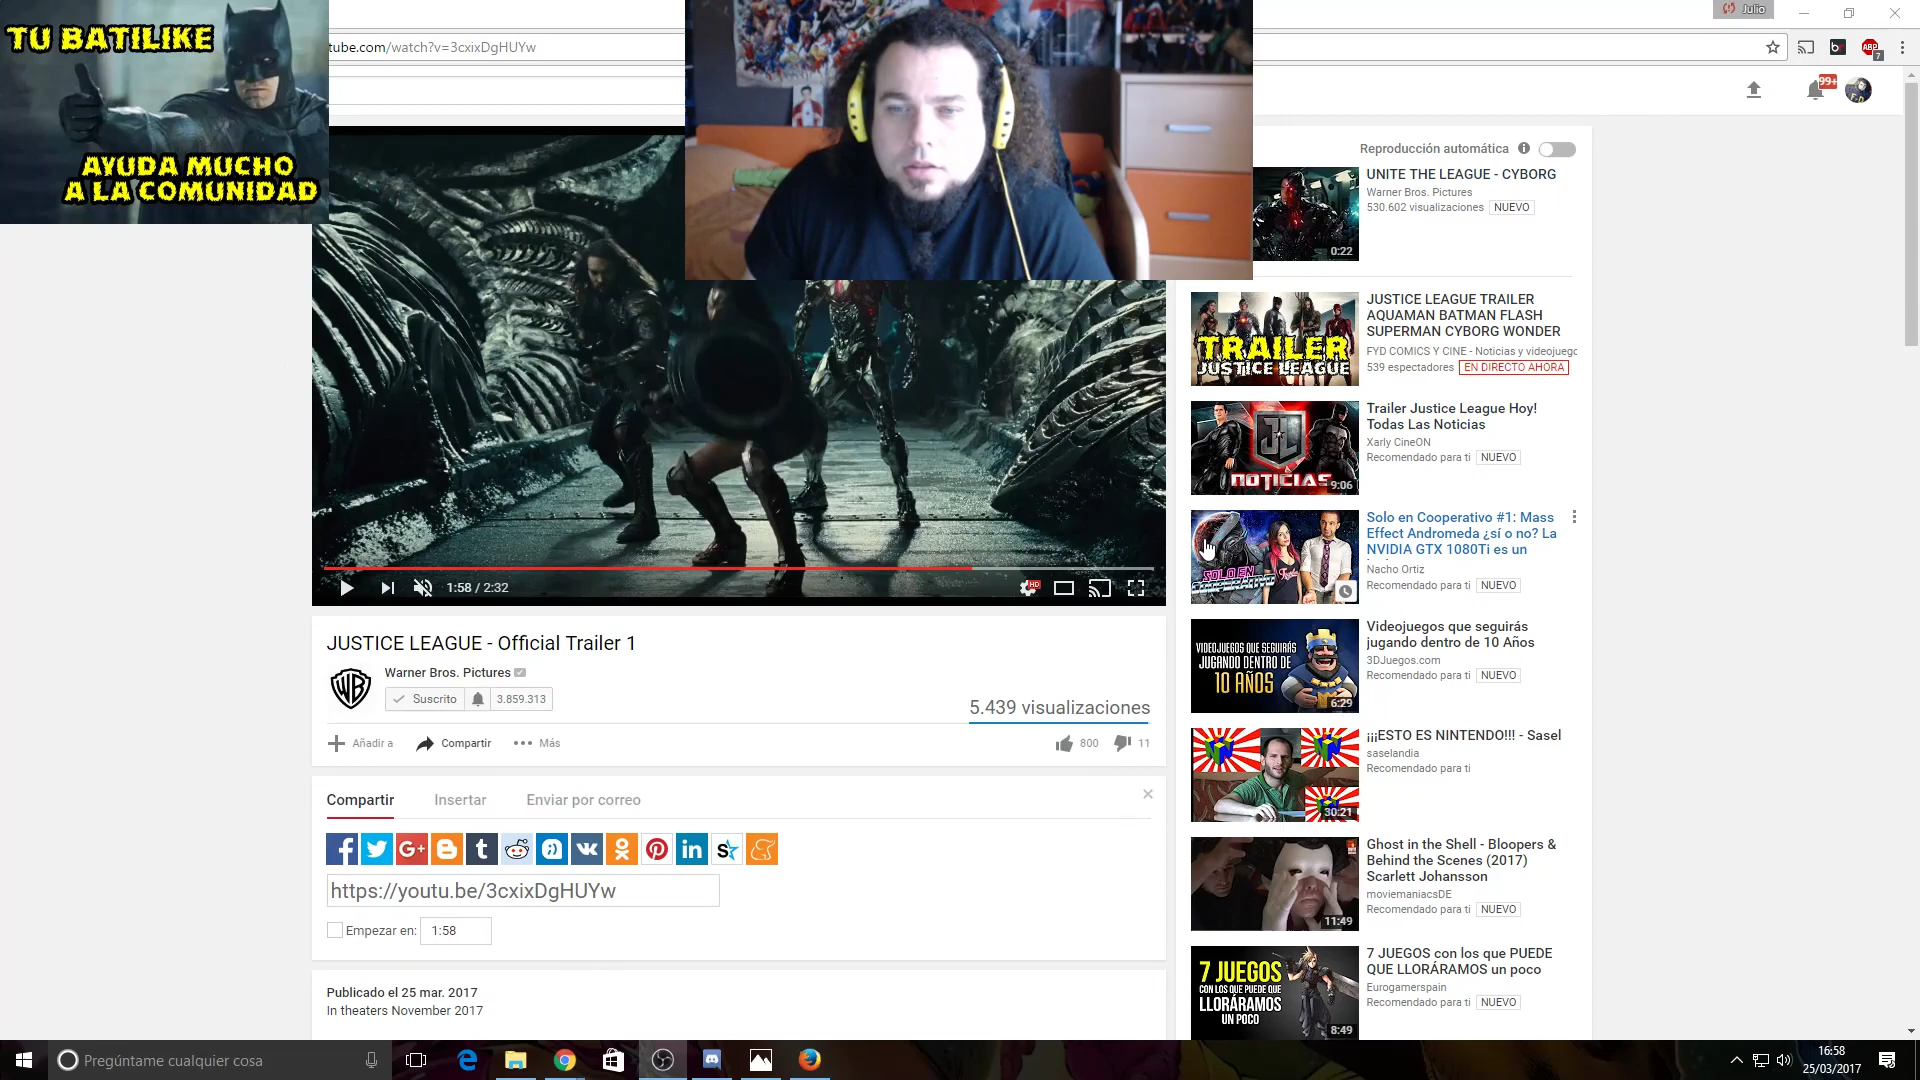 TU BATILIKE
AYUDA MUCHO
A LA COMUNIDAD
tube.com/watch?v=3cxixDgHUYw
Julio
ABP
7
99+
Reproducción automática
UNITE THE LEAGUE - CYBORG
Warner Bros. Pictures
530.602 visualizaciones NUEVO
0:22
JUSTICE LEAGUE TRAILER
AQUAMAN BATMAN FLASH
SUPERMAN CYBORG WONDER
FYD COMICS Y CINE - Noticias y videojuego
539 espectadores EN DIRECTO AHORA
TRAILER
JUSTICE LEAGUE
Trailer Justice League Hoy!
Todas Las Noticias
Xarly CineON
Recomendado para ti NUEVO
JL
NOTICIAS
9:06
Solo en Cooperativo #1: Mass
Effect Andromeda ¿sí o no? La
NVIDIA GTX 1080Ti es un
Nacho Ortiz
Recomendado para ti NUEVO
SOLO EN
COOPERATIVO
Videojuegos que seguirás
jugando dentro de 10 Años
3DJuegos.com
Recomendado para ti NUEVO
VIDEOJUEGOS QUE SEGUIRÁS
JUGANDO DENTRO DE
10 AÑOS
6:29
¡¡¡ESTO ES NINTENDO!!! - Sasel
saselandia
Recomendado para ti
30:21
Ghost in the Shell - Bloopers &
Behind the Scenes (2017)
Scarlett Johansson
moviemaniacsDE
Recomendado para ti NUEVO
11:49
7 JUEGOS con los que PUEDE
QUE LLORÁRAMOS un poco
Eurogamerspain
Recomendado para ti NUEVO
7 JUEGOS
CON LOS QUE PUEDE QUE
LLORÁRAMOS
UN POCO
8:49
1:58 / 2:32
HD
JUSTICE LEAGUE - Official Trailer 1
WB
Warner Bros. Pictures
Suscrito 3.859.313
5.439 visualizaciones
Añadir a Compartir Más
800 11
Compartir Insertar Enviar por correo
https://youtu.be/3cxixDgHUYw
Empezar en: 1:58
Publicado el 25 mar. 2017
In theaters November 2017
Pregúntame cualquier cosa
16:58
25/03/2017